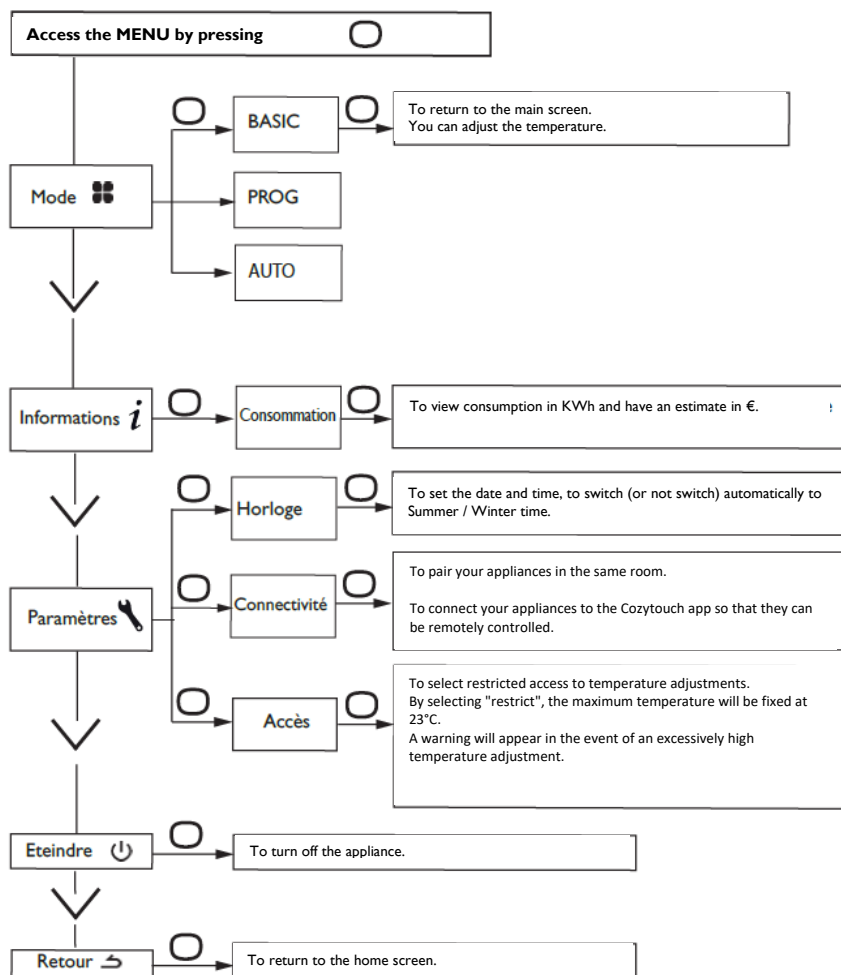 Access the MENU by pressing
BASIC
To return to the main screen.
You can adjust the temperature.
Mode
PROG
AUTO
Informations i
Consommation
To view consumption in KWh and have an estimate in €.
Horloge
To set the date and time, to switch (or not switch) automatically to
Summer / Winter time.
Paramètres
Connectivité
To pair your appliances in the same room.
To connect your appliances to the Cozytouch app so that they can
be remotely controlled.
Accès
To select restricted access to temperature adjustments.
By selecting "restrict", the maximum temperature will be fixed at
23°C.
A warning will appear in the event of an excessively high
temperature adjustment.
Eteindre
To turn off the appliance.
Retour
To return to the home screen.